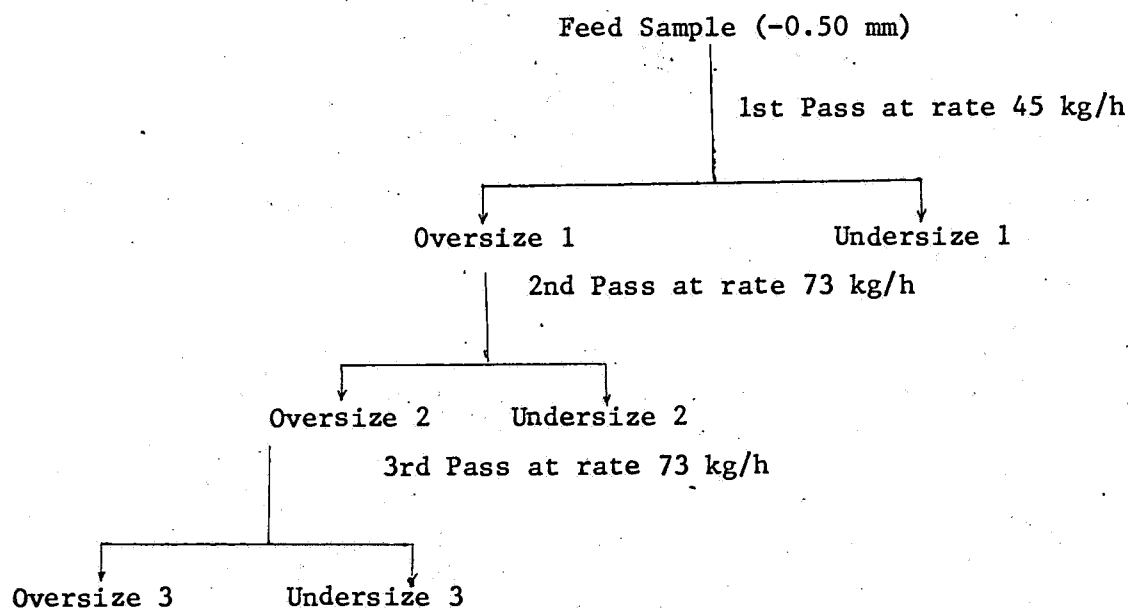 Feed Sample (-0.50 mm)
1st Pass at rate 45 kg/h
Oversize 1
Undersize 1
2nd Pass at rate 73 kg/h
Oversize 2
Undersize 2
3rd Pass at rate 73 kg/h
Oversize 3
Undersize 3